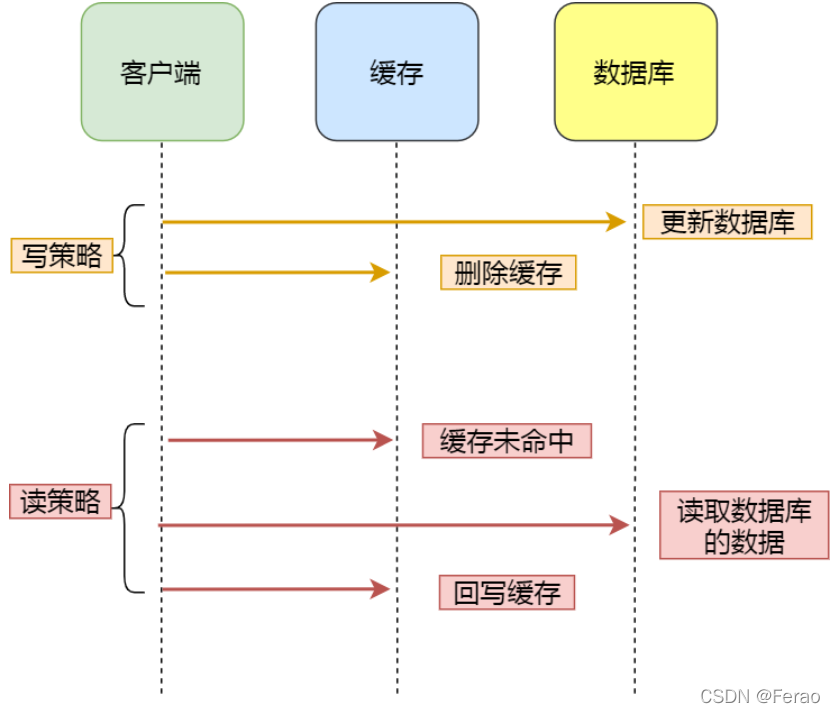 客户端
缓存
数据库
更新数据库
写策略
删除缓存
缓存未命中
读策略
读取数据库
的数据
回写缓存
CSDN @Ferao